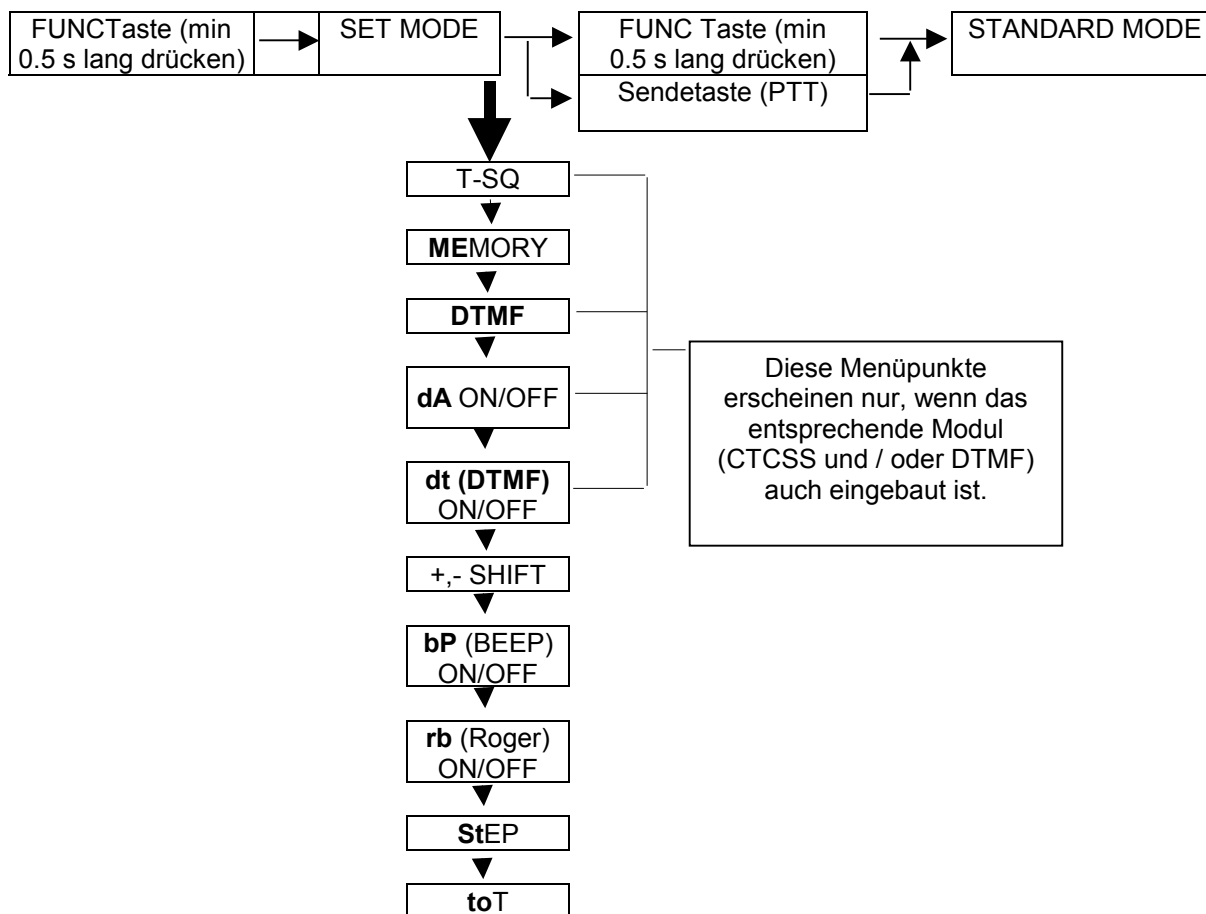 FUNCTaste (min
0.5 s lang drücken)
SET MODE
FUNC Taste (min
0.5 s lang drücken)
Sendetaste (PTT)
STANDARD MODE
T-SQ
MEMORY
DTMF
dA ON/OFF
dt (DTMF)
ON/OFF
+,- SHIFT
bP (BEEP)
ON/OFF
rb (Roger)
ON/OFF
StEP
toT
Diese Menüpunkte
erscheinen nur, wenn das
entsprechende Modul
(CTCSS und / oder DTMF)
auch eingebaut ist.